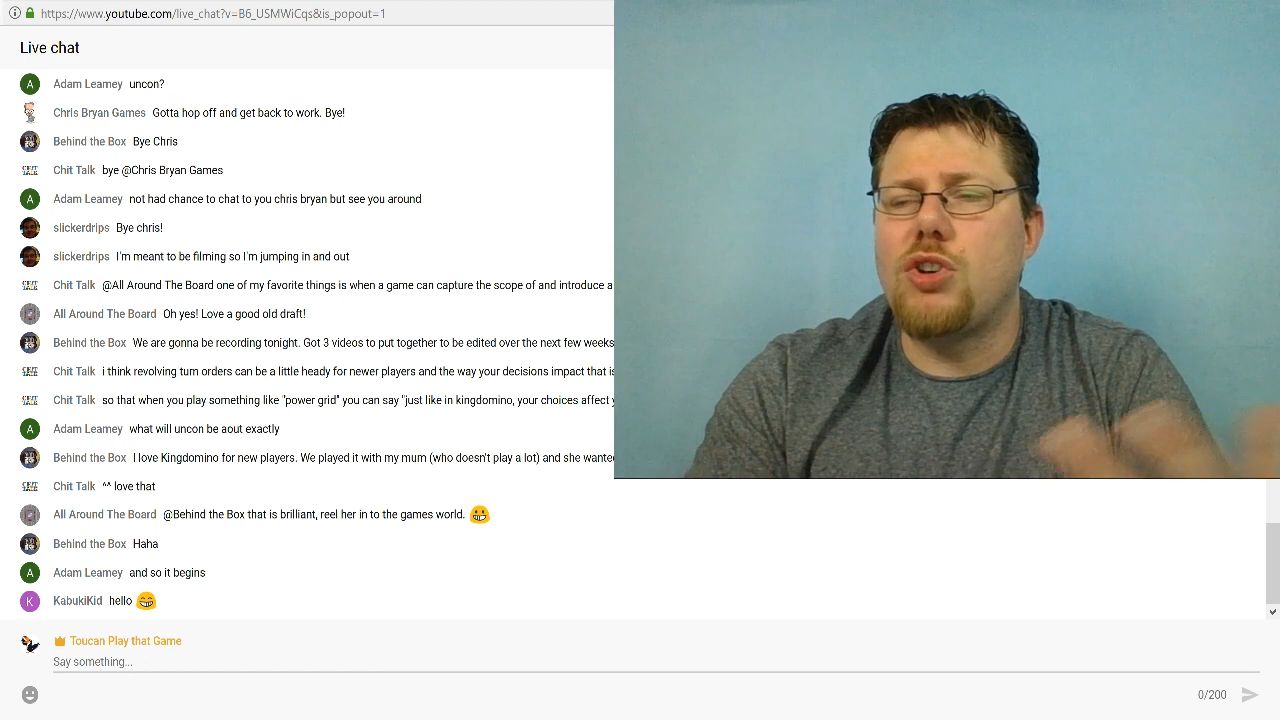 https://www.youtube.com/live_chat?v=B6_USMWiCqs&is_popout=1
Live chat
A Adam Leamey uncon?
Chris Bryan Games Gotta hop off and get back to work. Bye!
Behind the Box Bye Chris
CHIT TALK Chit Talk bye @Chris Bryan Games
A Adam Leamey not had chance to chat to you chris bryan but see you around
slickerdrips Bye chris!
slickerdrips I'm meant to be filming so I'm jumping in and out
CHIT TALK Chit Talk @All Around The Board one of my favorite things is when a game can capture the scope of and introduce a
All Around The Board Oh yes! Love a good old draft!
Behind the Box We are gonna be recording tonight. Got 3 videos to put together to be edited over the next few weeks
CHIT TALK Chit Talk i think revolving turn orders can be a little heady for newer players and the way your decisions impact that is
CHIT TALK Chit Talk so that when you play something like "power grid" you can say "just like in kingdomino, your choices affect y
A Adam Leamey what will uncon be aout exactly
Behind the Box I love Kingdomino for new players. We played it with my mum (who doesn't play a lot) and she wante
CHIT TALK Chit Talk ^^ love that
All Around The Board @Behind the Box that is brilliant, reel her in to the games world. 😀
Behind the Box Haha
A Adam Leamey and so it begins
K KabukiKid hello 😁
Toucan Play that Game
Say something...
0/200